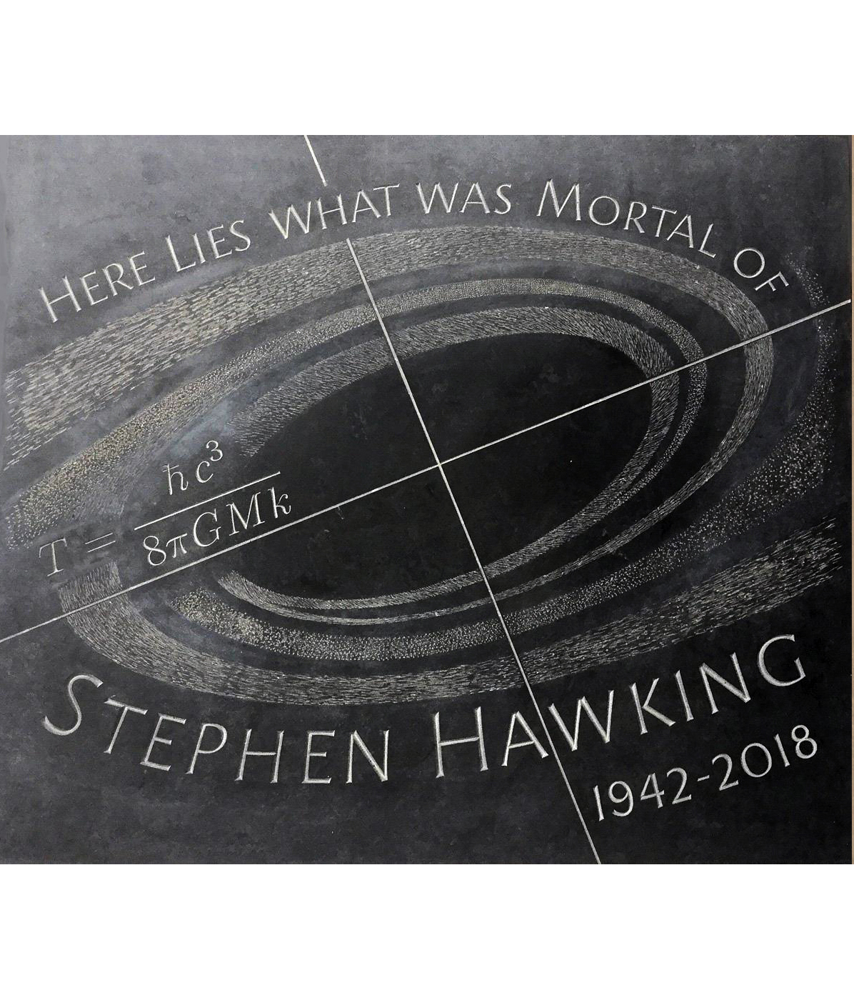 HERE LIES WHAT WAS MORTAL OF
T = ħc³
8πGMk
STEPHEN HAWKING
1942-2018